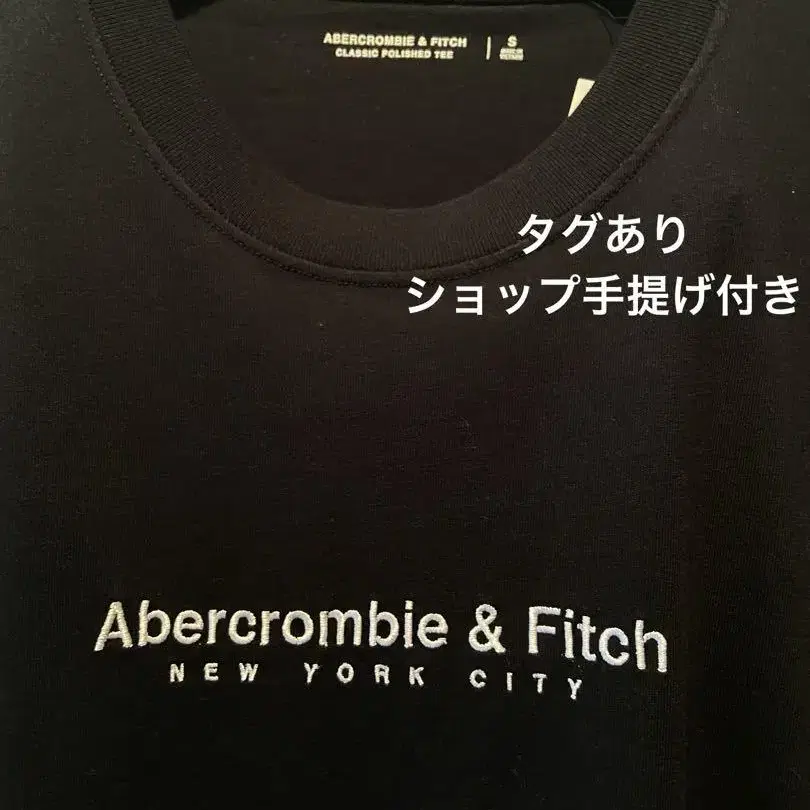 ABERCROMBIE & FITCH | S
CLASSIC POLISHED TEE
タグあり
ショップ手提げ付き
Abercrombie & Fitch
NEW YORK CITY